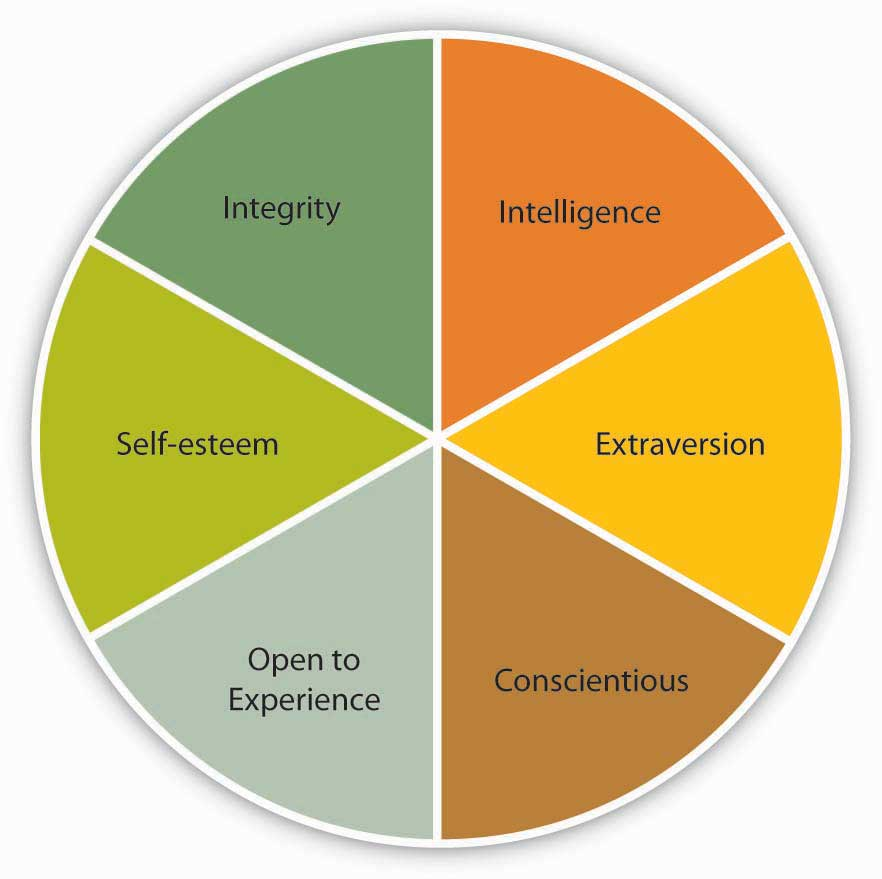 Integrity
Intelligence
Self-esteem
Extraversion
Open to
Experience
Conscientious